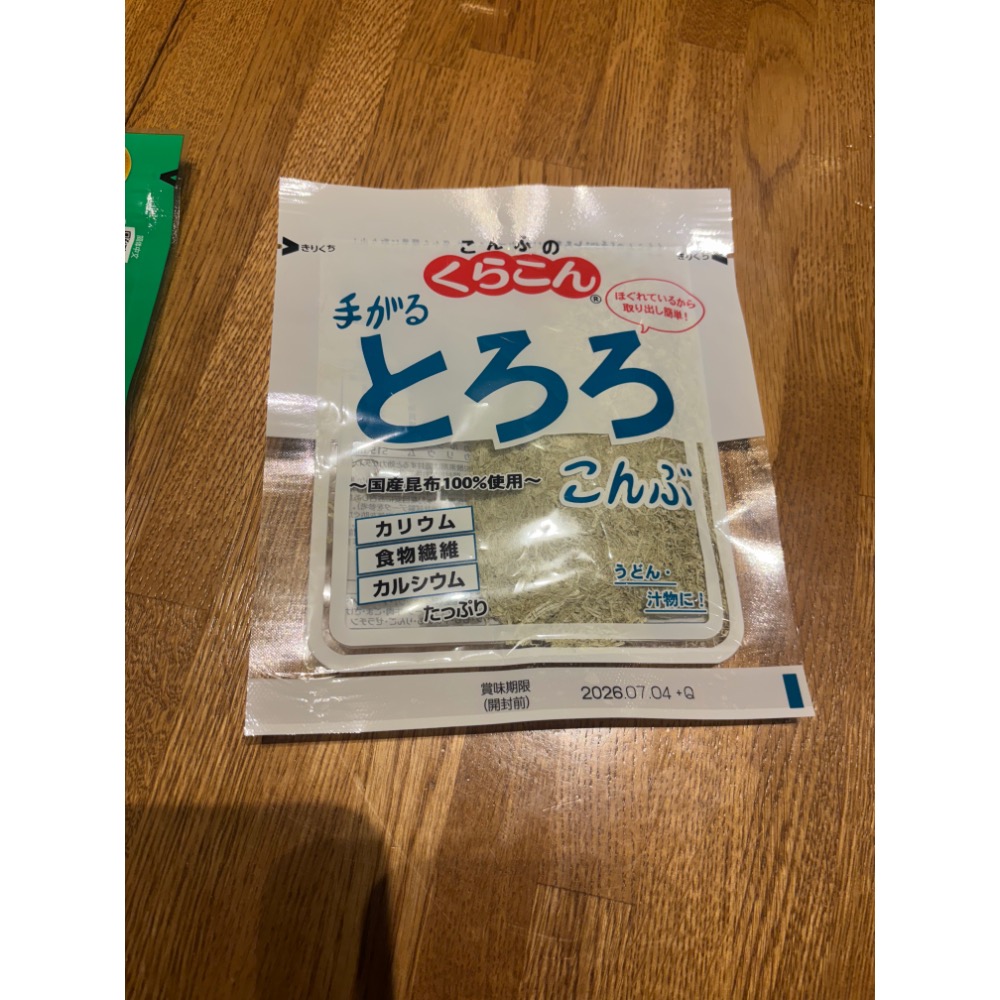 きりくち
こんぶの
きりくち
くらこん
®
手がる
ほぐれているから
取り出し簡単!
とろろ
こんぶ
〜国産昆布100%使用〜
カリウム
食物繊維
カルシウム
たっぷり
うどん・
汁物に!
賞味期限
(開封前)
2026.07.04 +Q